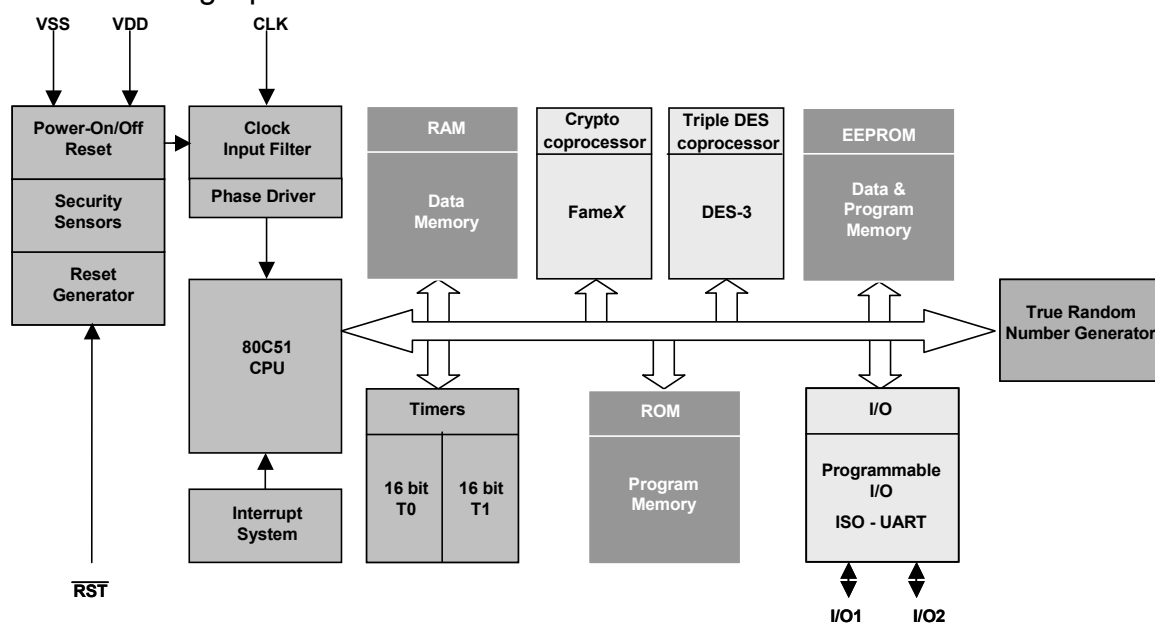 VSS
VDD
CLK
Power-On/Off
Reset
Security
Sensors
Reset
Generator
Clock
Input Filter
Phase Driver
RAM
Data
Memory
Crypto
coprocessor
FameX
Triple DES
coprocessor
DES-3
EEPROM
Data &
Program
Memory
80C51
CPU
True Random
Number Generator
Interrupt
System
Timers
16 bit
T0
16 bit
T1
ROM
Program
Memory
I/O
Programmable
I/O
ISO - UART
RST
I/O1
I/O2